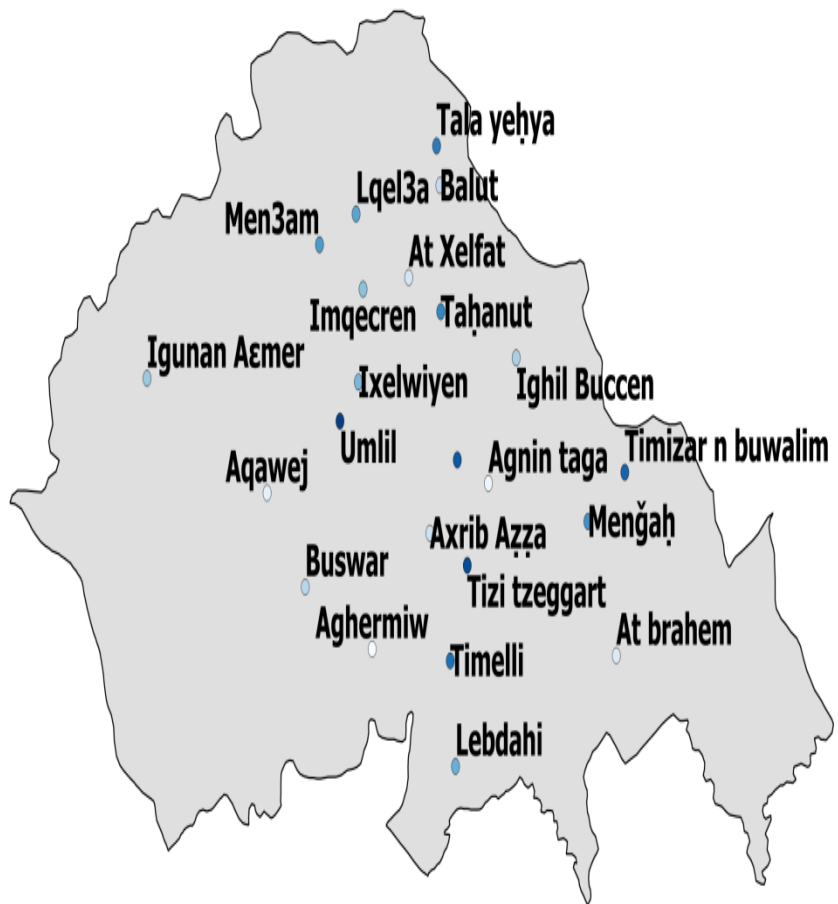 Tala yeḥya
Balut
Lqel3a
Men3am
At Xelfat
Imqecren
Taḥanut
Igunan Aɛmer
Ixelwiyen
Ighil Buccen
Umlil
Timizar n buwalim
Aqawej
Agnin taga
Axrib Aẓẓa
Menǧaḥ
Buswar
Tizi tzeggart
Aghermiw
At brahem
Timelli
Lebdahi